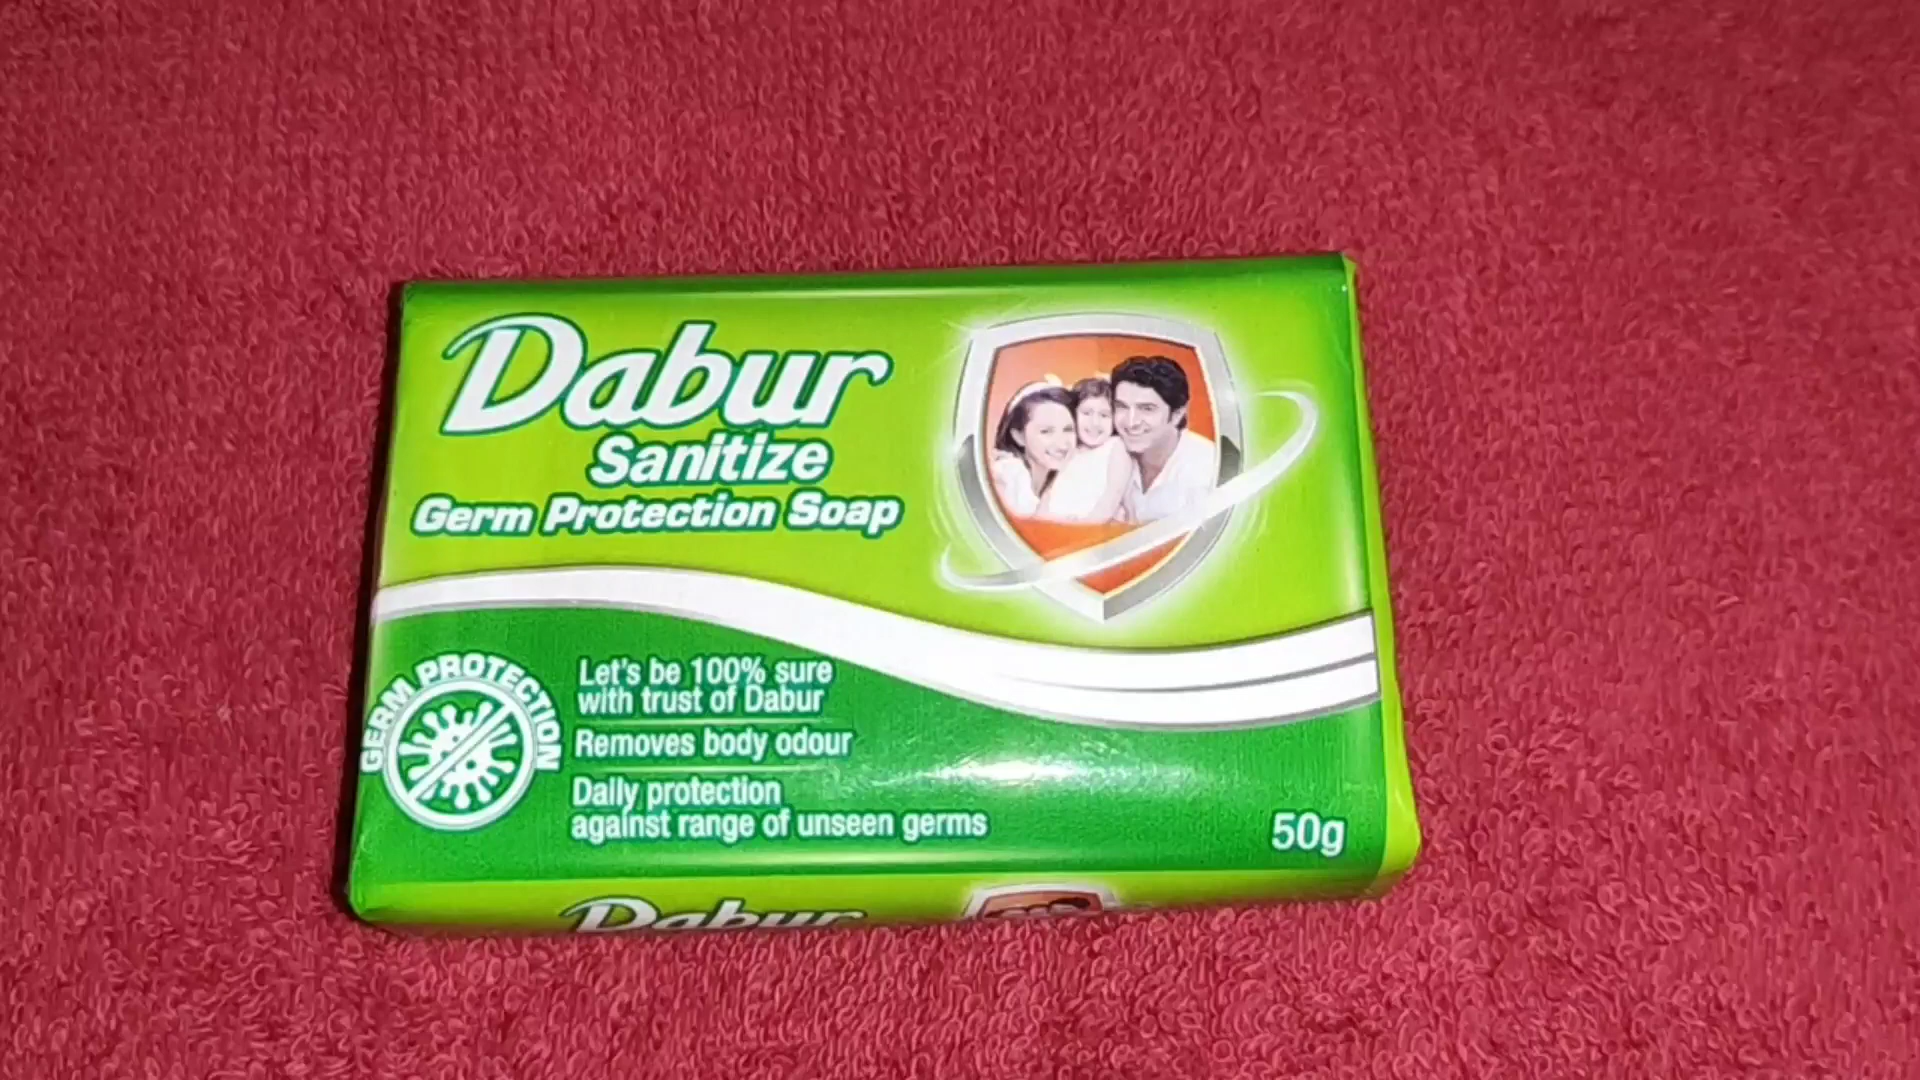 Dabur
Sanitize
Germ Protection Soap
GERM PROTECTION
Let's be 100% sure
with trust of Dabur
Removes body odour
Daily protection
against range of unseen germs
50g
Dabur